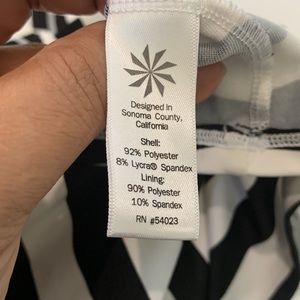 Designed in
Sonoma County,
California
Shell:
92% Polyester
8% Lycra® Spandex
Lining:
90% Polyester
10% Spandex
RN #54023